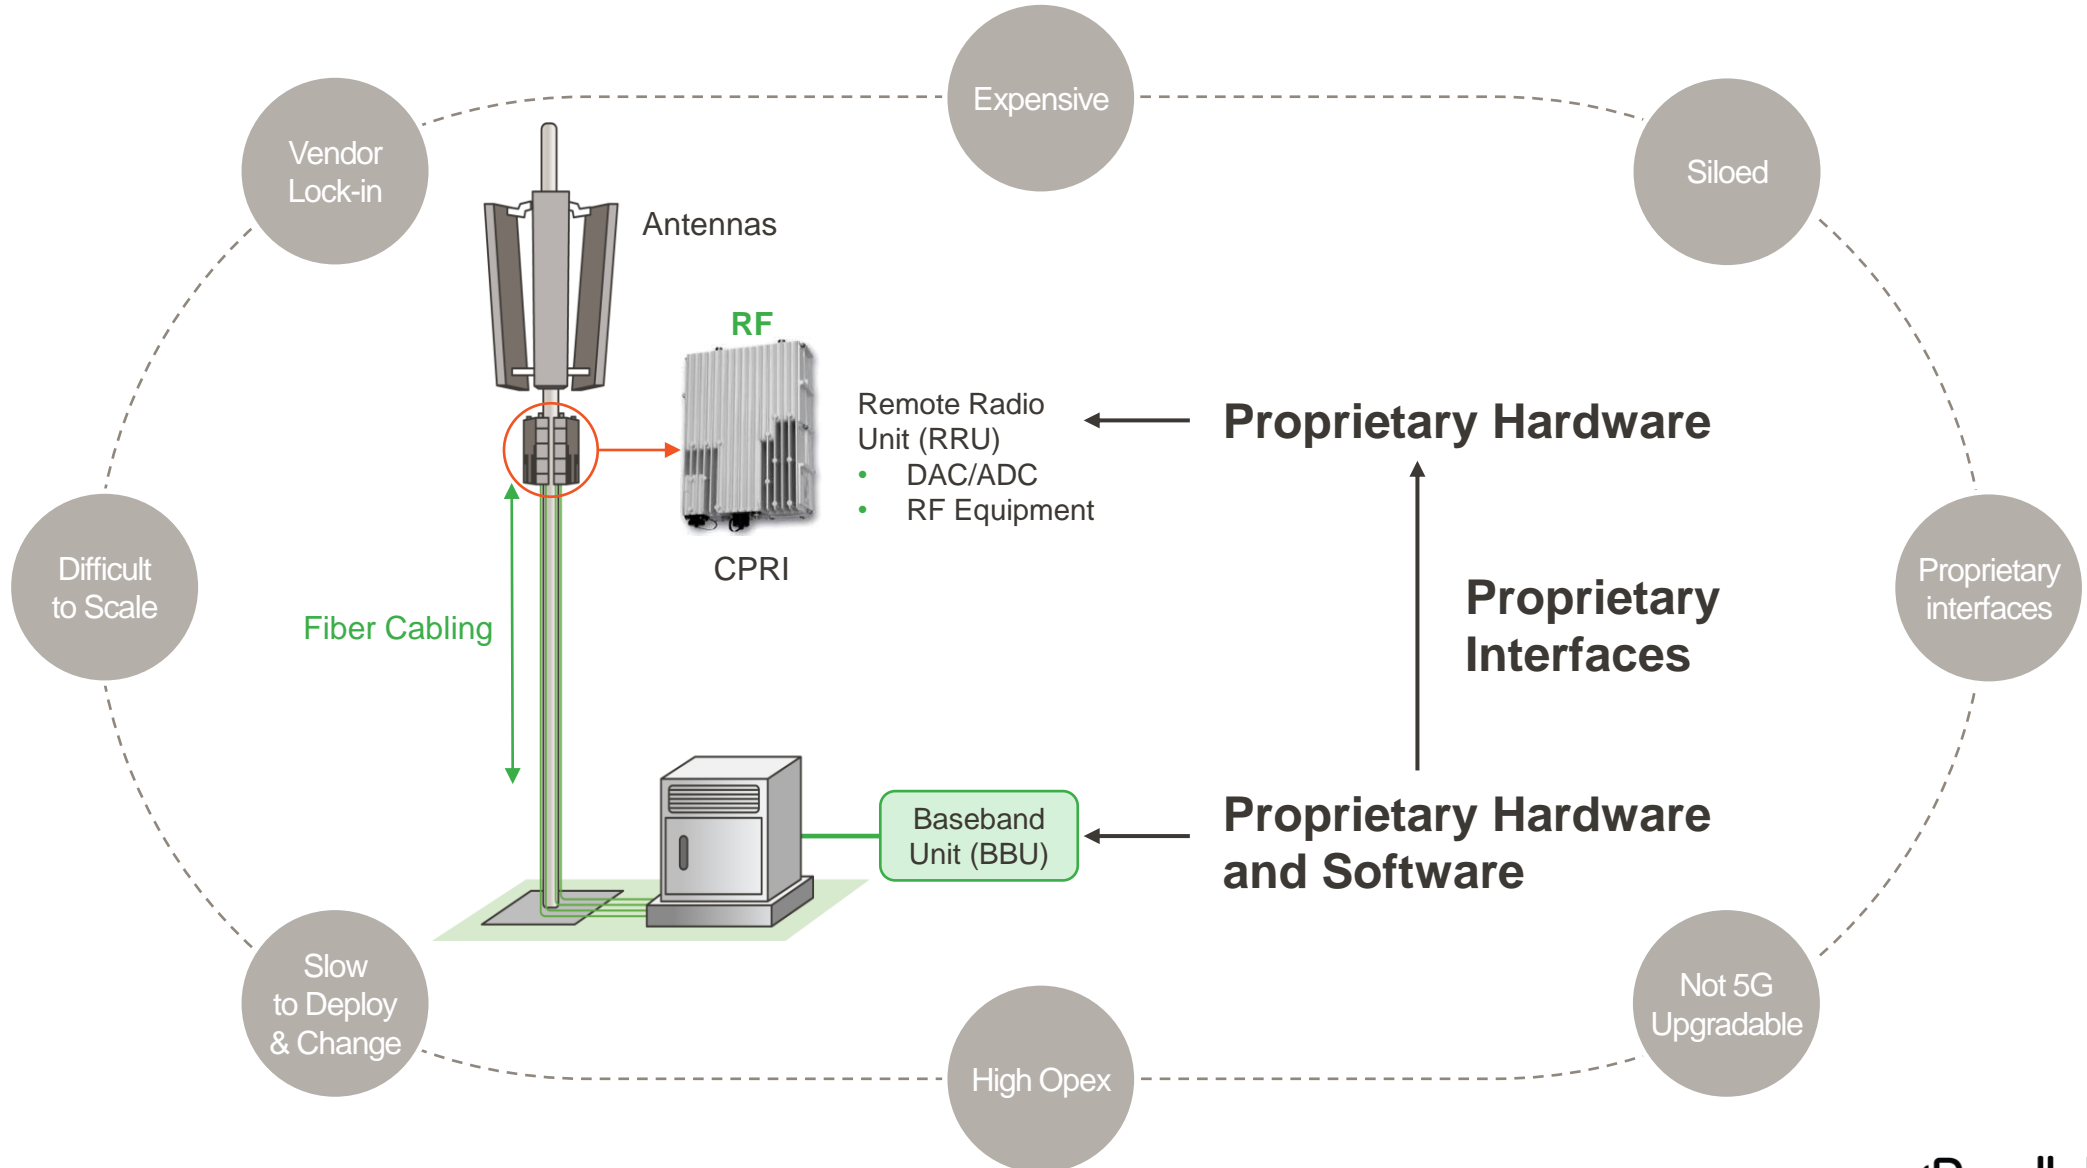 Expensive
Vendor
Lock-in
Siloed
Antennas
RF
Remote Radio
Unit (RRU)
• DAC/ADC
• RF Equipment
Proprietary Hardware
CPRI
Difficult
to Scale
Fiber Cabling
Proprietary
Interfaces
Proprietary
interfaces
Baseband
Unit (BBU)
Proprietary Hardware
and Software
Slow
to Deploy
& Change
High Opex
Not 5G
Upgradable